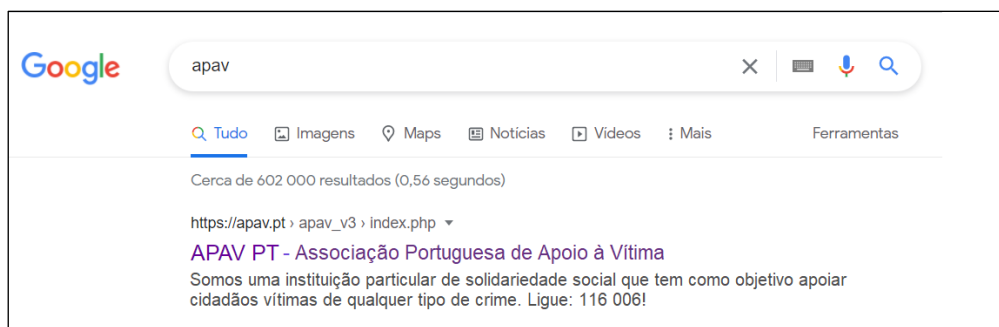 Google
apav
Tudo Imagens Maps Notícias Vídeos Mais Ferramentas
Cerca de 602 000 resultados (0,56 segundos)
https://apav.pt › apav_v3 › index.php
APAV PT - Associação Portuguesa de Apoio à Vítima
Somos uma instituição particular de solidariedade social que tem como objetivo apoiar
cidadãos vítimas de qualquer tipo de crime. Ligue: 116 006!